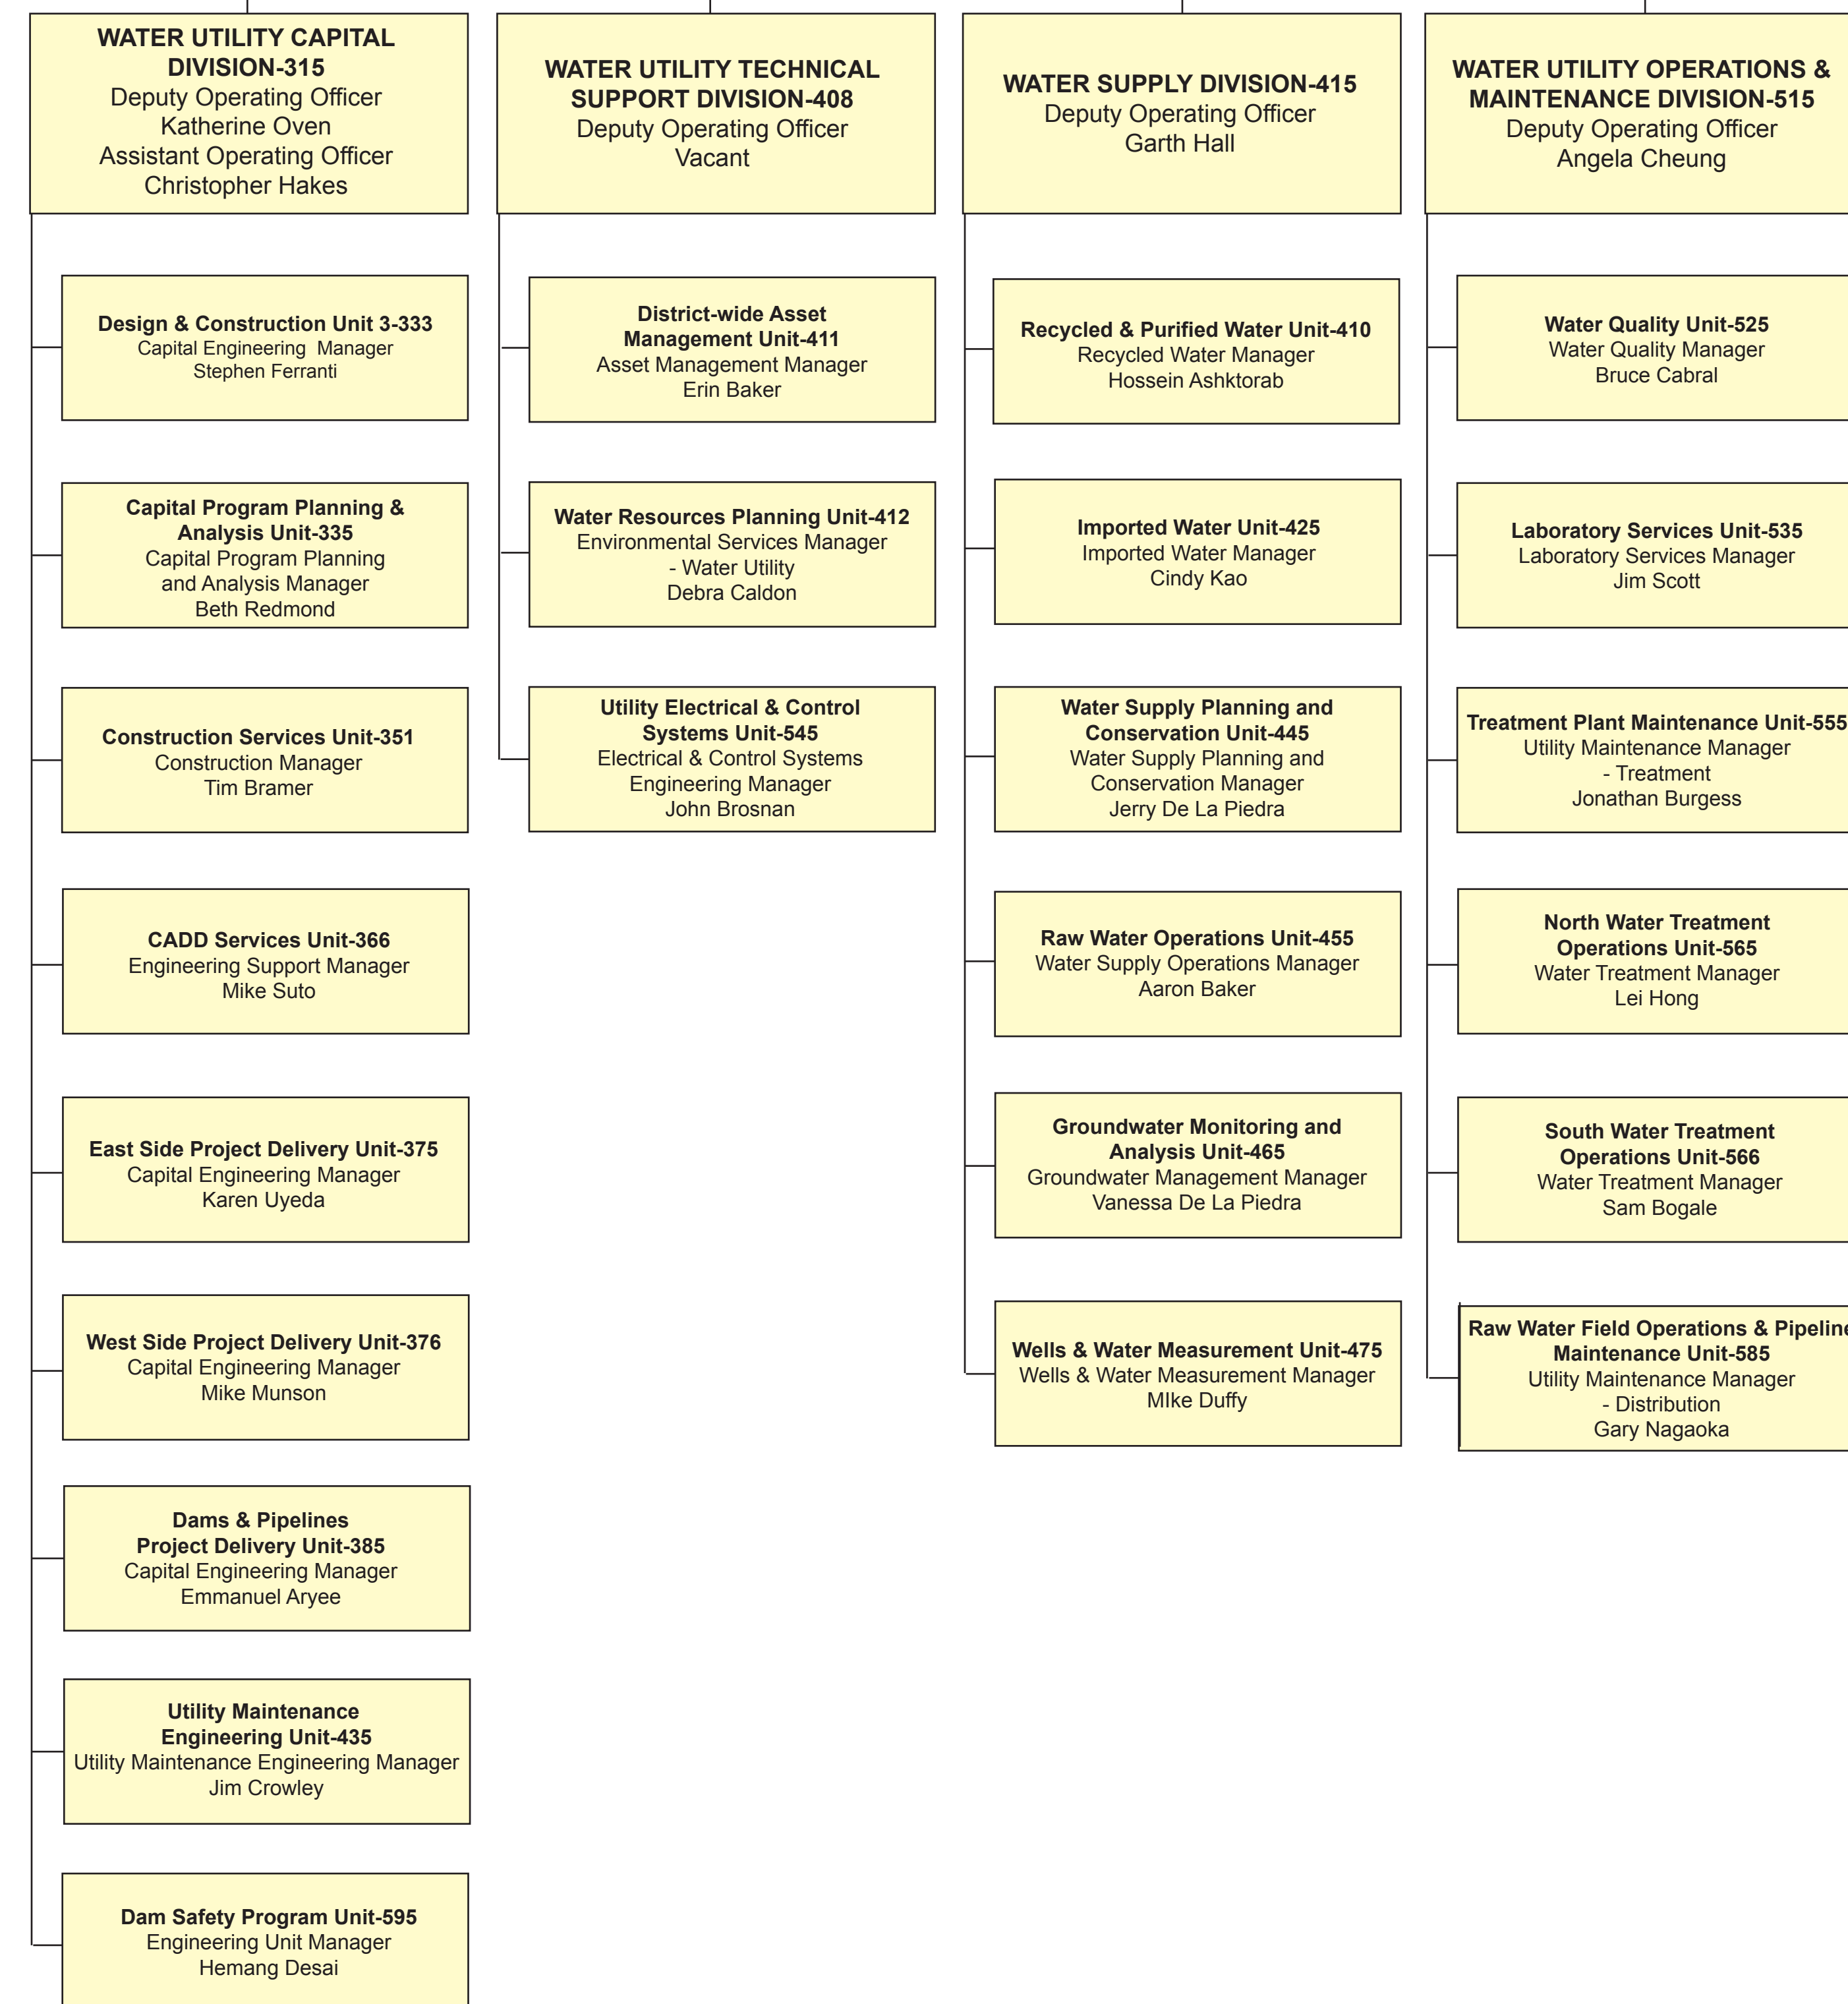 WATER UTILITY CAPITAL
DIVISION-315
Deputy Operating Officer
Katherine Oven
Assistant Operating Officer
Christopher Hakes
Design & Construction Unit 3-333
Capital Engineering Manager
Stephen Ferranti
Capital Program Planning &
Analysis Unit-335
Capital Program Planning
and Analysis Manager
Beth Redmond
Construction Services Unit-351
Construction Manager
Tim Bramer
CADD Services Unit-366
Engineering Support Manager
Mike Suto
East Side Project Delivery Unit-375
Capital Engineering Manager
Karen Uyeda
West Side Project Delivery Unit-376
Capital Engineering Manager
Mike Munson
Dams & Pipelines
Project Delivery Unit-385
Capital Engineering Manager
Emmanuel Aryee
Utility Maintenance
Engineering Unit-435
Utility Maintenance Engineering Manager
Jim Crowley
Dam Safety Program Unit-595
Engineering Unit Manager
Hemang Desai
WATER UTILITY TECHNICAL
SUPPORT DIVISION-408
Deputy Operating Officer
Vacant
District-wide Asset
Management Unit-411
Asset Management Manager
Erin Baker
Water Resources Planning Unit-412
Environmental Services Manager
- Water Utility
Debra Caldon
Utility Electrical & Control
Systems Unit-545
Electrical & Control Systems
Engineering Manager
John Brosnan
WATER SUPPLY DIVISION-415
Deputy Operating Officer
Garth Hall
Recycled & Purified Water Unit-410
Recycled Water Manager
Hossein Ashktorab
Imported Water Unit-425
Imported Water Manager
Cindy Kao
Water Supply Planning and
Conservation Unit-445
Water Supply Planning and
Conservation Manager
Jerry De La Piedra
Raw Water Operations Unit-455
Water Supply Operations Manager
Aaron Baker
Groundwater Monitoring and
Analysis Unit-465
Groundwater Management Manager
Vanessa De La Piedra
Wells & Water Measurement Unit-475
Wells & Water Measurement Manager
MIke Duffy
WATER UTILITY OPERATIONS &
MAINTENANCE DIVISION-515
Deputy Operating Officer
Angela Cheung
Water Quality Unit-525
Water Quality Manager
Bruce Cabral
Laboratory Services Unit-535
Laboratory Services Manager
Jim Scott
Treatment Plant Maintenance Unit-555
Utility Maintenance Manager
- Treatment
Jonathan Burgess
North Water Treatment
Operations Unit-565
Water Treatment Manager
Lei Hong
South Water Treatment
Operations Unit-566
Water Treatment Manager
Sam Bogale
Raw Water Field Operations & Pipeline
Maintenance Unit-585
Utility Maintenance Manager
- Distribution
Gary Nagaoka